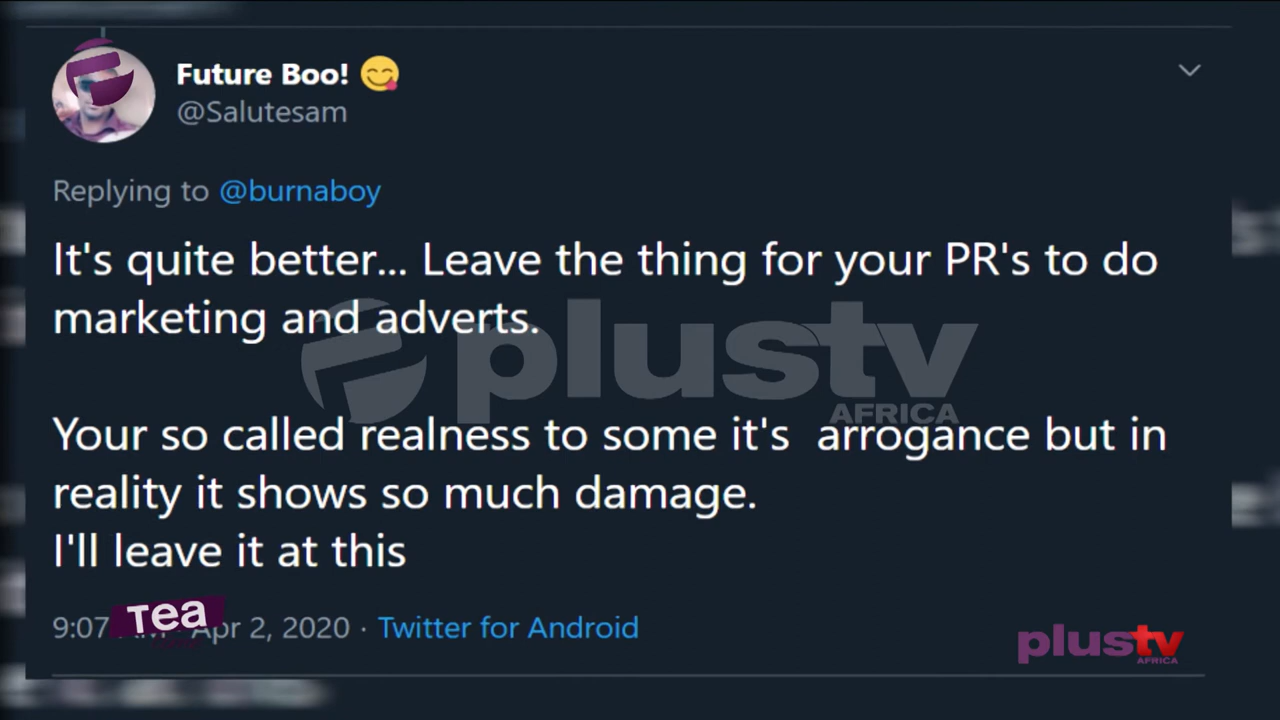 Future Boo! 😋
@Salutesam
Replying to @burnaboy
It's quite better... Leave the thing for your PR's to do
marketing and adverts.
plustv
AFRICA
Your so called realness to some it's arrogance but in
reality it shows so much damage.
I'll leave it at this
Tea
9:07 Apr 2, 2020 · Twitter for Android
plustv
AFRICA